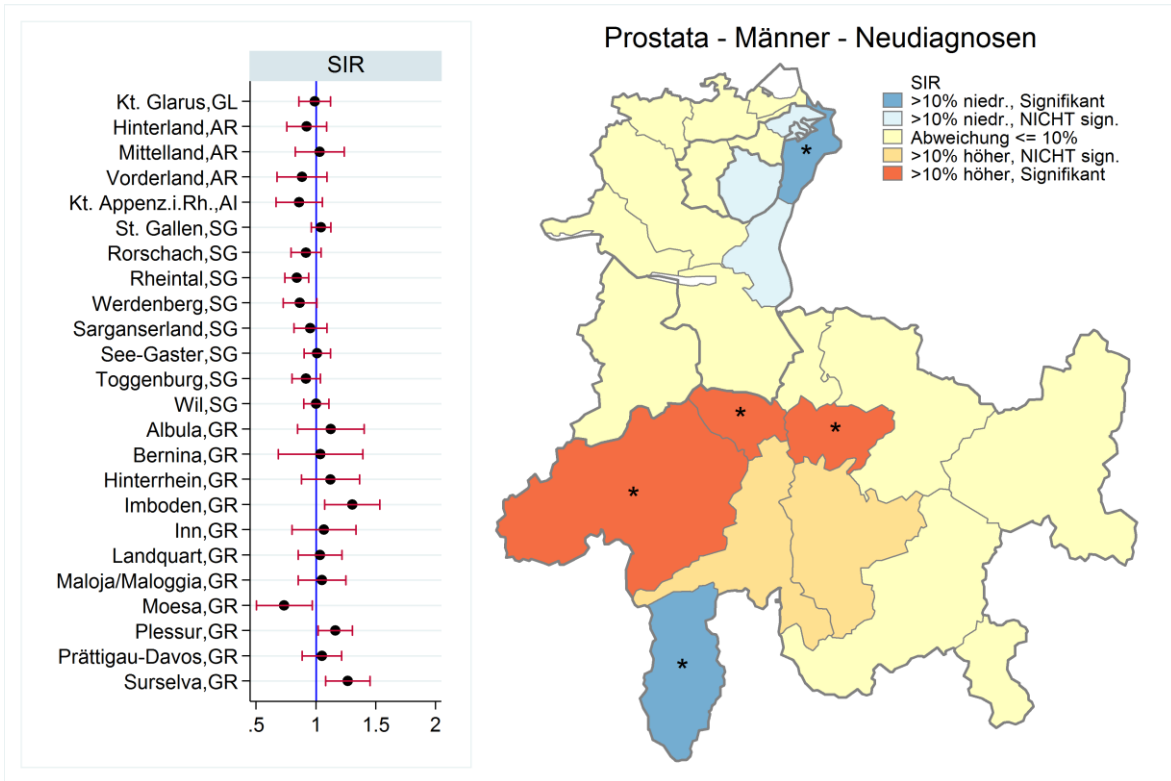 SIR
Kt. Glarus,GL
Hinterland,AR
Mittelland,AR
Vorderland,AR
Kt. Appenz.i.Rh.,AI
St. Gallen,SG
Rorschach,SG
Rheintal,SG
Werdenberg,SG
Sarganserland,SG
See-Gaster,SG
Toggenburg,SG
Wil,SG
Albula,GR
Bernina,GR
Hinterrhein,GR
Imboden,GR
Inn,GR
Landquart,GR
Maloja/Maloggia,GR
Moesa,GR
Plessur,GR
Prättigau-Davos,GR
Surselva,GR
.5 1 1.5 2
Prostata - Männer - Neudiagnosen
SIR
>10% niedr., Signifikant
>10% niedr., NICHT sign.
Abweichung <= 10%
>10% höher, NICHT sign.
>10% höher, Signifikant
*
*
*
*
*